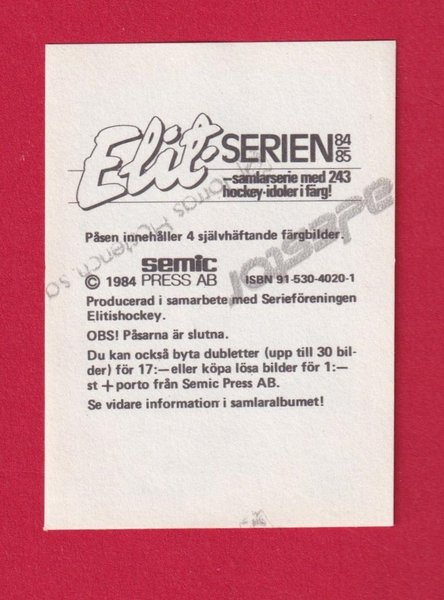 Elit-SERIEN 84-85
–samlarserie med 243
hockey-idoler i färg!
Påsen innehåller 4 självhäftande färgbilder.
semic
© 1984 PRESS AB ISBN 91-530-4020-1
Producerad i samarbete med Serieföreningen
Elitishockey.
OBS! Påsarna är slutna.
Du kan också byta dubletter (upp till 30 bil-
der) för 17:— eller köpa lösa bilder för 1:—
st + porto från Semic Press AB.
Se vidare information i samlaralbumet!